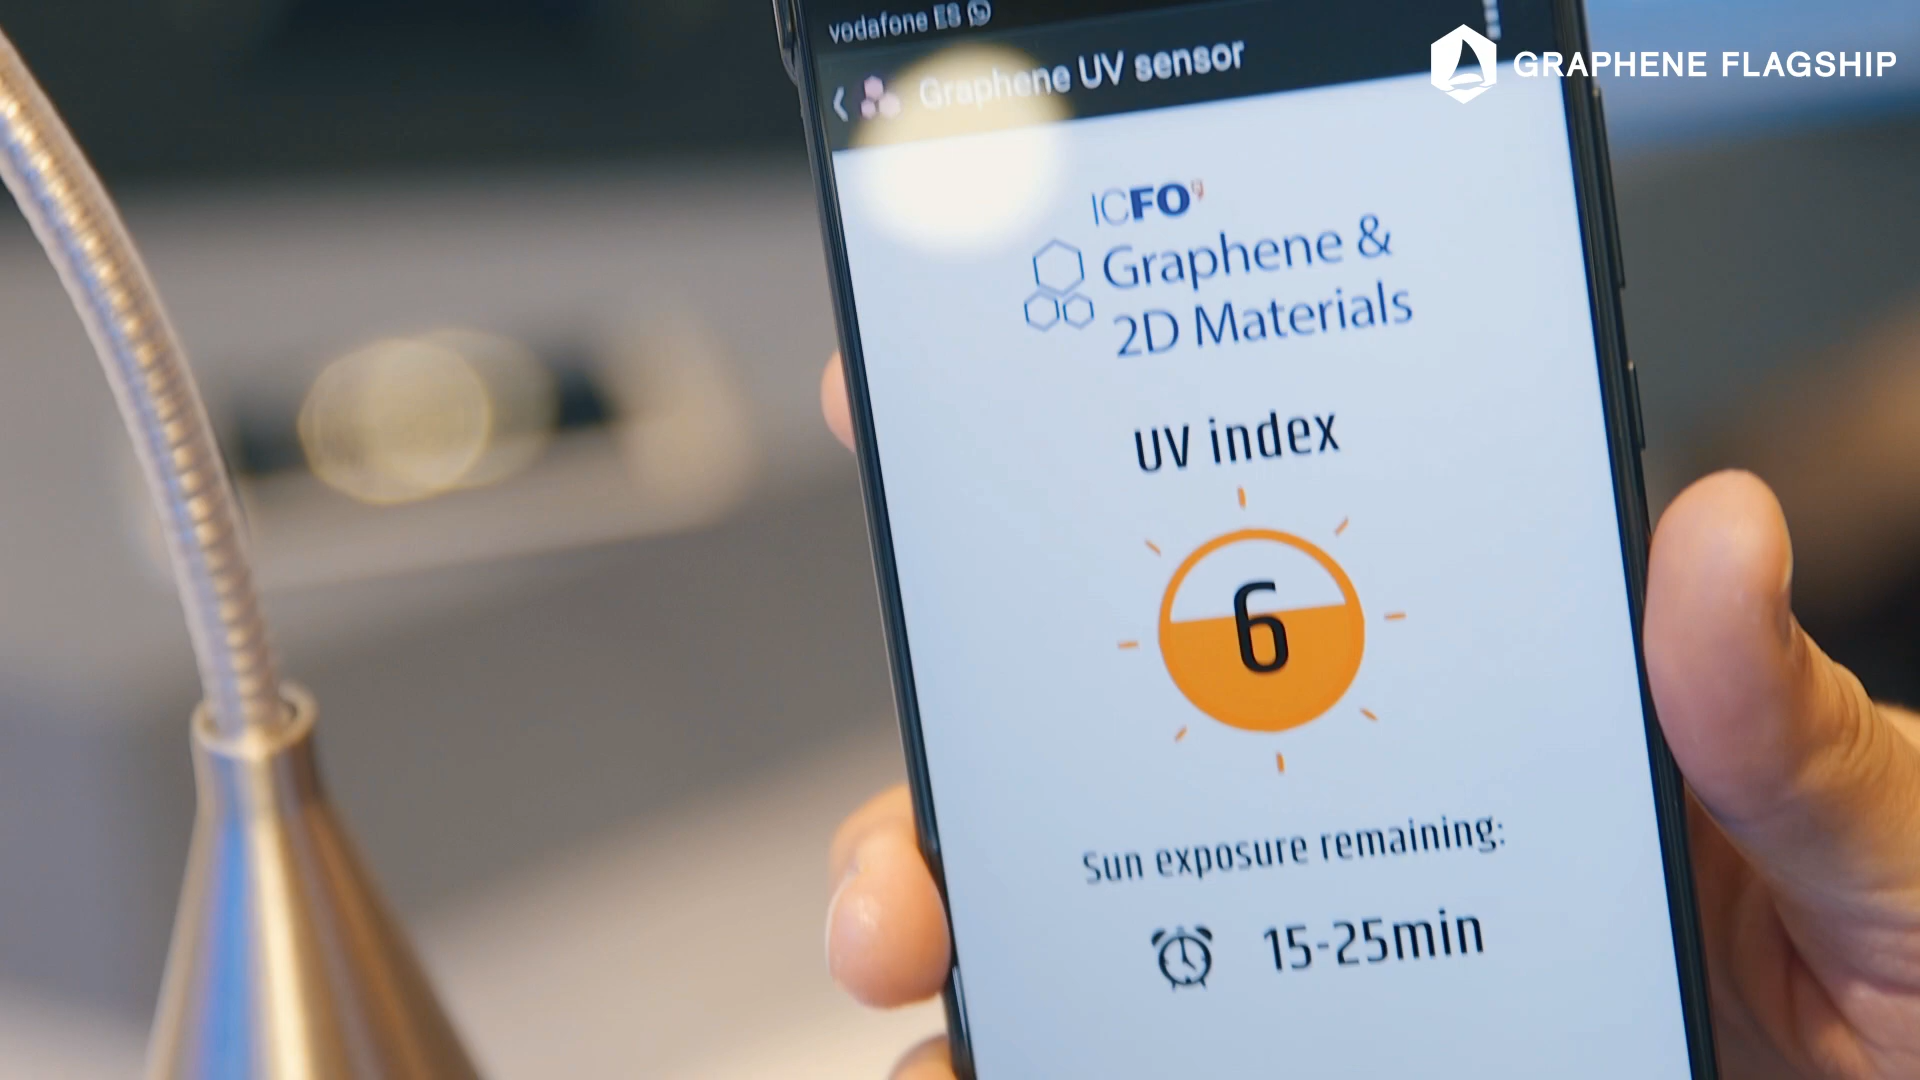 vodafone ES
Graphene UV sensor
GRAPHENE FLAGSHIP
ICFO
Graphene &
2D Materials
UV index
6
Sun exposure remaining:
15-25min